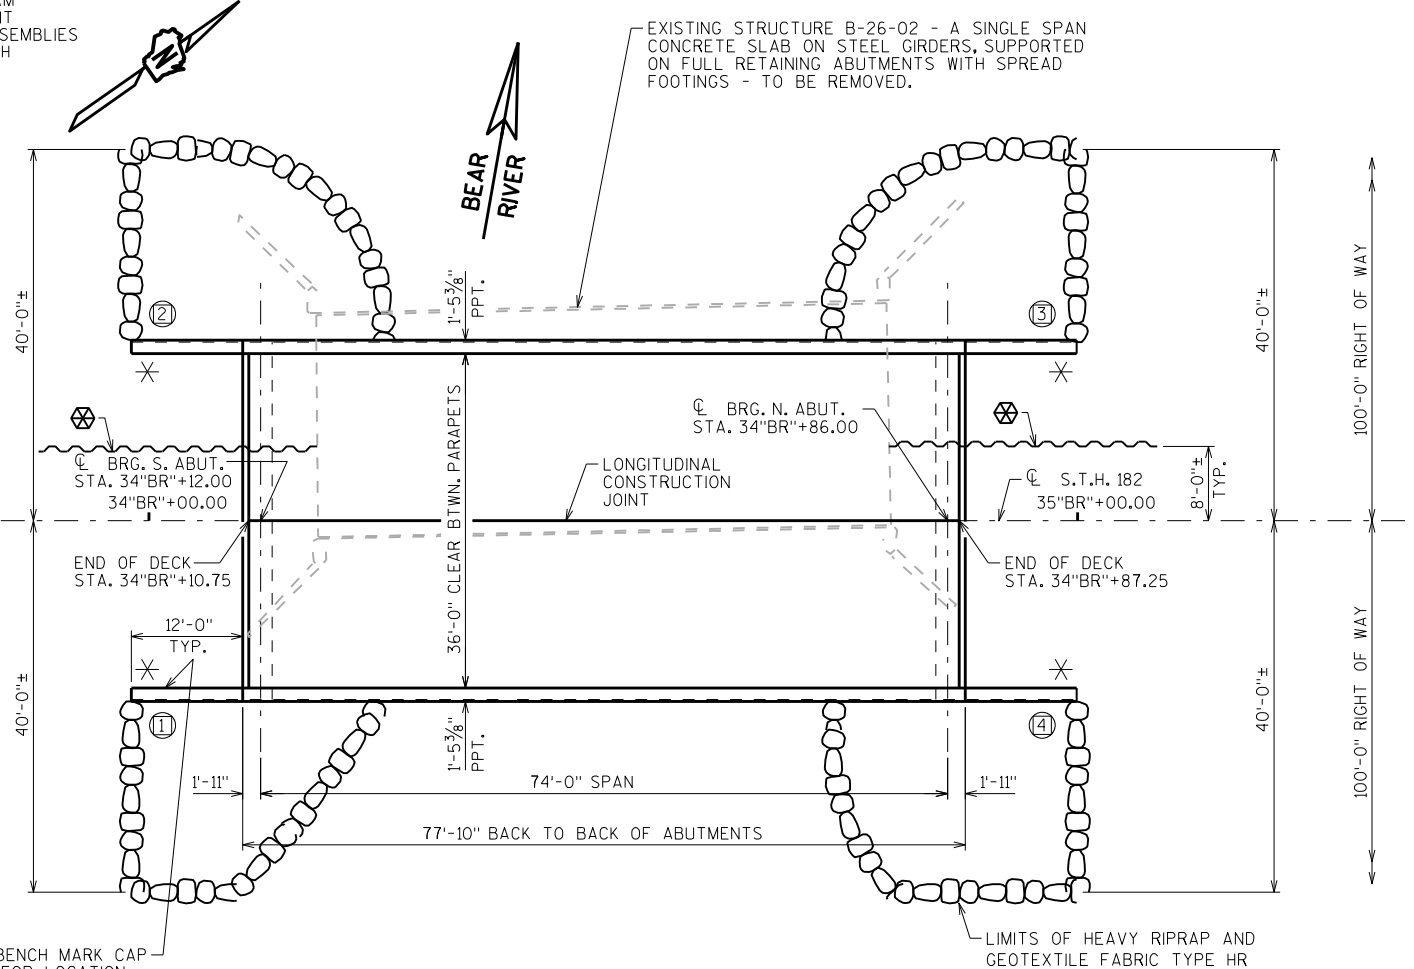 SEMBLIES
N
EXISTING STRUCTURE B-26-02 - A SINGLE SPAN
CONCRETE SLAB ON STEEL GIRDERS, SUPPORTED
ON FULL RETAINING ABUTMENTS WITH SPREAD
FOOTINGS - TO BE REMOVED.
BEAR
RIVER
40'-0"±
2
1'-5⅜"
PPT.
3
40'-0"±
100'-0" RIGHT OF WAY
℄ BRG. S. ABUT.
STA. 34"BR"+12.00
34"BR"+00.00
36'-0" CLEAR BTWN. PARAPETS
℄ BRG. N. ABUT.
STA. 34"BR"+86.00
LONGITUDINAL
CONSTRUCTION
JOINT
℄ S.T.H. 182
35"BR"+00.00
8'-0"±
TYP.
END OF DECK
STA. 34"BR"+10.75
END OF DECK
STA. 34"BR"+87.25
12'-0"
TYP.
40'-0"±
1
1'-5⅜"
PPT.
4
40'-0"±
100'-0" RIGHT OF WAY
1'-11"
74'-0" SPAN
1'-11"
77'-10" BACK TO BACK OF ABUTMENTS
BENCH MARK CAP
FOR LOCATION
LIMITS OF HEAVY RIPRAP AND
GEOTEXTILE FABRIC TYPE HR